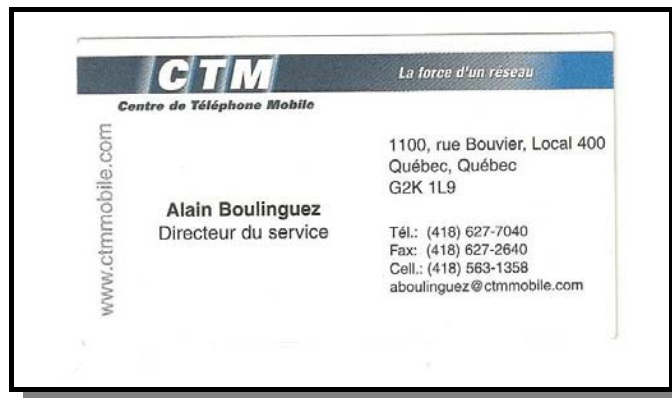 CTM
La force d'un réseau
Centre de Téléphone Mobile
www.ctmmobile.com
1100, rue Bouvier, Local 400
Québec, Québec
G2K 1L9
Alain Boulinguez
Directeur du service
Tél.: (418) 627-7040
Fax: (418) 627-2640
Cell.: (418) 563-1358
aboulinguez@ctmmobile.com